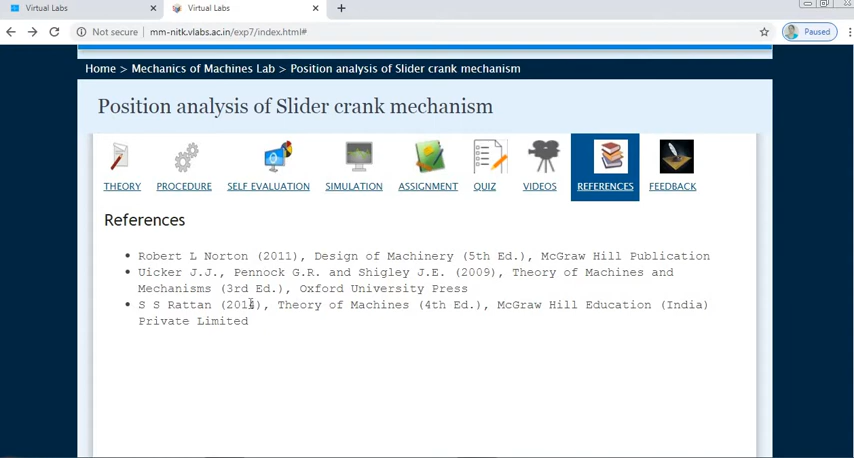 Virtual Labs × Virtual Labs × +
Not secure | mm-nitk.vlabs.ac.in/exp7/index.html# Paused
Home > Mechanics of Machines Lab > Position analysis of Slider crank mechanism
Position analysis of Slider crank mechanism
THEORY PROCEDURE SELF EVALUATION SIMULATION ASSIGNMENT QUIZ VIDEOS REFERENCES FEEDBACK
References
• Robert L Norton (2011), Design of Machinery (5th Ed.), McGraw Hill Publication
• Uicker J.J., Pennock G.R. and Shigley J.E. (2009), Theory of Machines and
Mechanisms (3rd Ed.), Oxford University Press
• S S Rattan Theory of Machines (4th Ed.), McGraw Hill Education (India)
Private Limited